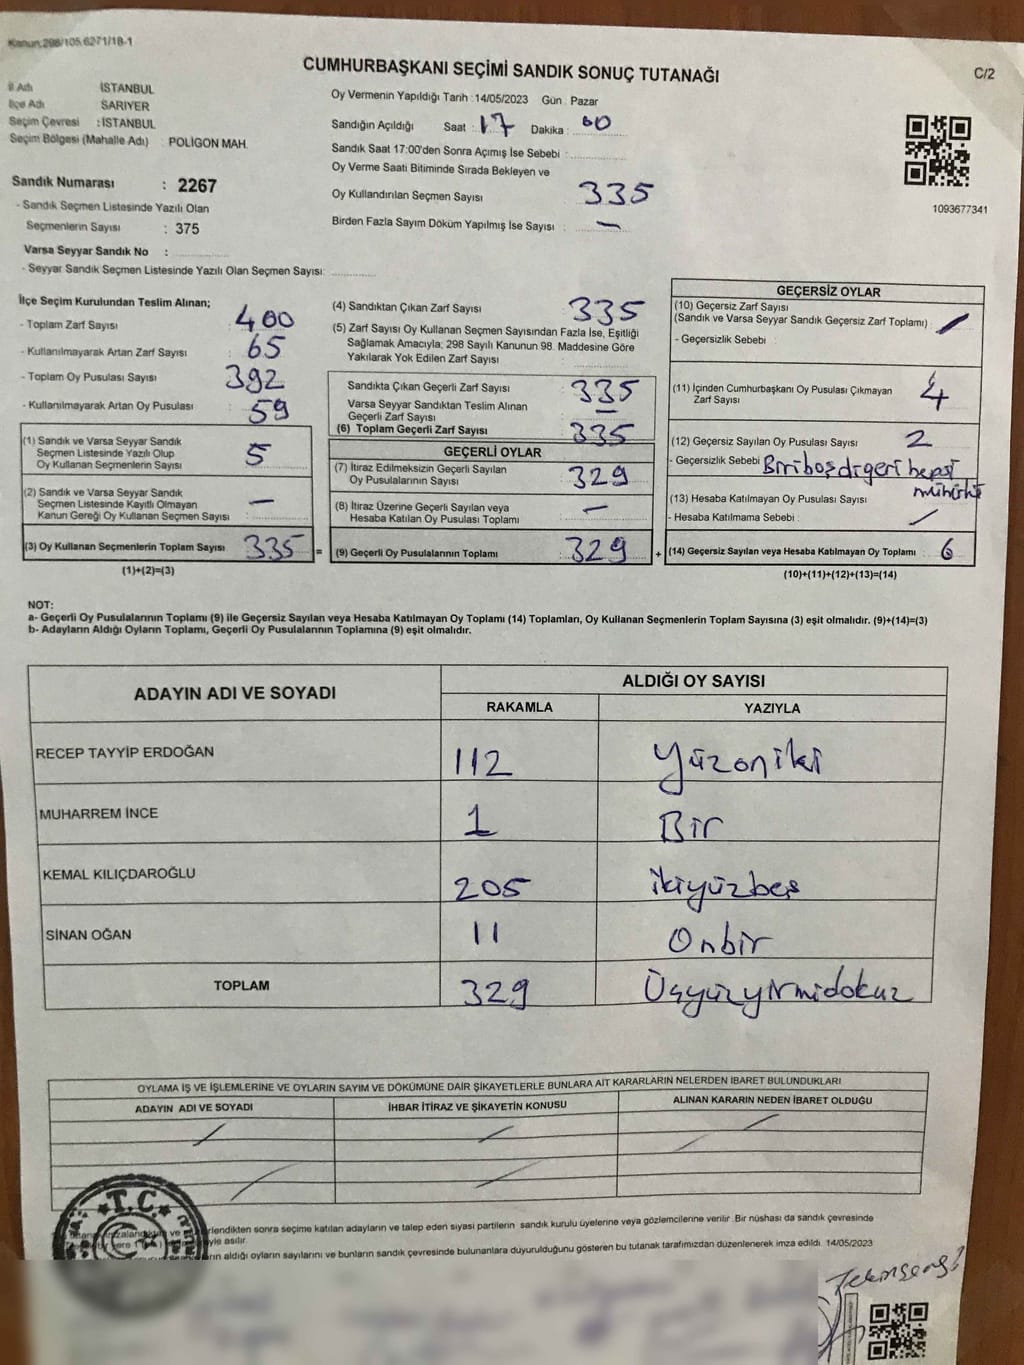 Kanun:298/105,6271/18-1
CUMHURBAŞKANI SEÇİMİ SANDIK SONUÇ TUTANAĞI
C/2
İl Adı İSTANBUL
İlçe Adı SARIYER
Seçim Çevresi : İSTANBUL
Seçim Bölgesi (Mahalle Adı) POLİGON MAH.
Oy Vermenin Yapıldığı Tarih : 14/05/2023 Gün : Pazar
Sandığın Açıldığı Saat : 17 Dakika : 00
Sandık Saat 17:00'den Sonra Açımış İse Sebebi :
Oy Verme Saati Bitiminde Sırada Bekleyen ve
Oy Kullandırılan Seçmen Sayısı : 335
Birden Fazla Sayım Döküm Yapılmış İse Sayısı : —
1093677341
Sandık Numarası : 2267
- Sandık Seçmen Listesinde Yazılı Olan
Seçmenlerin Sayısı : 375
Varsa Seyyar Sandık No :
- Seyyar Sandık Seçmen Listesinde Yazılı Olan Seçmen Sayısı:
İlçe Seçim Kurulundan Teslim Alınan;
- Toplam Zarf Sayısı : 400
- Kullanılmayarak Artan Zarf Sayısı : 65
- Toplam Oy Pusulası Sayısı : 392
- Kullanılmayarak Artan Oy Pusulası : 59
(1) Sandık ve Varsa Seyyar Sandık
Seçmen Listesinde Yazılı Olup
Oy Kullanan Seçmenlerin Sayısı : 5
(2) Sandık ve Varsa Seyyar Sandık
Seçmen Listesinde Kayıtlı Olmayan
Kanun Gereği Oy Kullanan Seçmen Sayısı : —
(3) Oy Kullanan Seçmenlerin Toplam Sayısı : 335 =
(1)+(2)=(3)
(4) Sandıktan Çıkan Zarf Sayısı : 335
(5) Zarf Sayısı Oy Kullanan Seçmen Sayısından Fazla İse, Eşitliği
Sağlamak Amacıyla; 298 Sayılı Kanunun 98. Maddesine Göre
Yakılarak Yok Edilen Zarf Sayısı :
Sandıkta Çıkan Geçerli Zarf Sayısı : 335
Varsa Seyyar Sandıktan Teslim Alınan
Geçerli Zarf Sayısı : —
(6) Toplam Geçerli Zarf Sayısı : 335
GEÇERLİ OYLAR
(7) İtiraz Edilmeksizin Geçerli Sayılan
Oy Pusulalarının Sayısı : 329
(8) İtiraz Üzerine Geçerli Sayılan veya
Hesaba Katılan Oy Pusulası Toplamı : —
(9) Geçerli Oy Pusulalarının Toplamı : 329 +
GEÇERSİZ OYLAR
(10) Geçersiz Zarf Sayısı
(Sandık ve Varsa Seyyar Sandık Geçersiz Zarf Toplamı) : /
- Geçersizlik Sebebi :
(11) İçinden Cumhurbaşkanı Oy Pusulası Çıkmayan
Zarf Sayısı : 4
(12) Geçersiz Sayılan Oy Pusulası Sayısı : 2
- Geçersizlik Sebebi : Biri boş digeri hepsi
mühürlü
(13) Hesaba Katılmayan Oy Pusulası Sayısı :
- Hesaba Katılmama Sebebi : /
(14) Geçersiz Sayılan veya Hesaba Katılmayan Oy Toplamı : 6
(10)+(11)+(12)+(13)=(14)
NOT:
a- Geçerli Oy Pusulalarının Toplamı (9) ile Geçersiz Sayılan veya Hesaba Katılmayan Oy Toplamı (14) Toplamları, Oy Kullanan Seçmenlerin Toplam Sayısına (3) eşit olmalıdır. (9)+(14)=(3)
b- Adayların Aldığı Oyların Toplamı, Geçerli Oy Pusulalarının Toplamına (9) eşit olmalıdır.
ADAYIN ADI VE SOYADI
ALDIĞI OY SAYISI
RAKAMLA YAZIYLA
RECEP TAYYİP ERDOĞAN 112 Yüzoniki
MUHARREM İNCE 1 Bir
KEMAL KILIÇDAROĞLU 205 ikiyüzbeş
SİNAN OĞAN 11 Onbir
TOPLAM 329 Üçyüzyirmidokuz
OYLAMA İŞ VE İŞLEMLERİNE VE OYLARIN SAYIM VE DÖKÜMÜNE DAİR ŞİKAYETLERLE BUNLARA AİT KARARLARIN NELERDEN İBARET BULUNDUKLARI
ADAYIN ADI VE SOYADI İHBAR İTİRAZ VE ŞİKAYETİN KONUSU ALINAN KARARIN NEDEN İBARET OLDUĞU
T.C.
sonra seçime katılan adayların ve talep eden siyasi partilerin sandık kurulu üyelerine veya gözlemcilerine verilir. Bir nüshası da sandık çevresinde
asılır.
aldığı oyların sayılarını ve bunların sandık çevresinde bulunanlara duyurulduğunu gösteren bu tutanak tarafımızdan düzenlenerek imza edildi. 14/05/2023